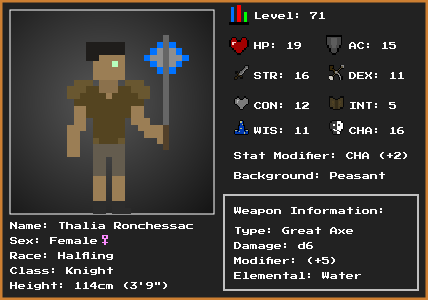 Level: 71
HP: 19
AC: 15
STR: 16
DEX: 11
CON: 12
INT: 5
WIS: 11
CHA: 16
Stat Modifier: CHA (+2)
Background: Peasant
Name: Thalia Ronchessac
Sex: Female♀
Race: Halfling
Class: Knight
Height: 114cm (3'9")
Weapon Information:
Type: Great Axe
Damage: d6
Modifier: (+5)
Elemental: Water